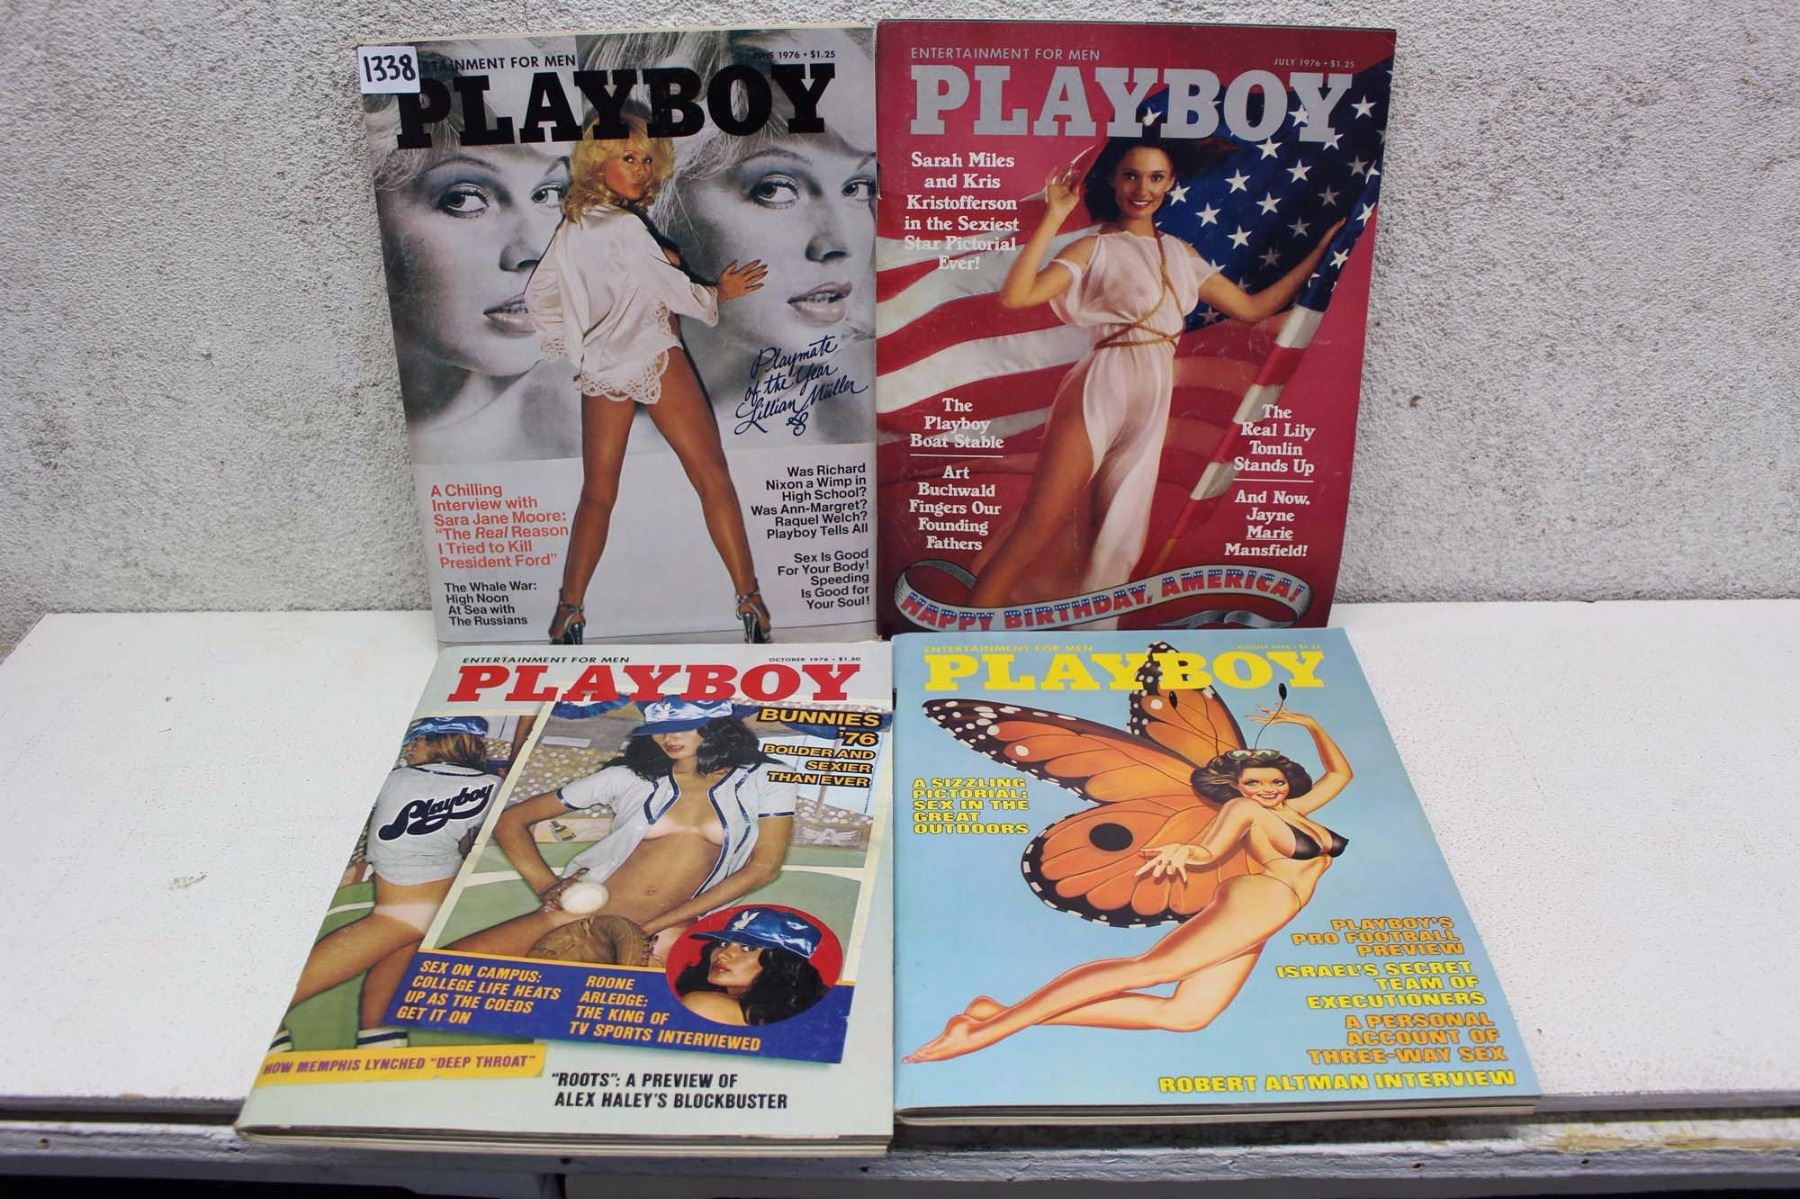 1338
ENTERTAINMENT FOR MEN
JUNE 1976 • $1.25
PLAYBOY
Playmate
of the Year
Lillian Müller
A Chilling
Interview with
Sara Jane Moore:
"The Real Reason
I Tried to Kill
President Ford"
The Whale War:
High Noon
At Sea with
The Russians
Was Richard
Nixon a Wimp in
High School?
Was Ann-Margret?
Raquel Welch?
Playboy Tells All
Sex Is Good
For Your Body!
Speeding
Is Good for
Your Soul!
ENTERTAINMENT FOR MEN
JULY 1976 • $1.25
PLAYBOY
Sarah Miles
and Kris
Kristofferson
in the Sexiest
Star Pictorial
Ever!
The
Playboy
Boat Stable
Art
Buchwald
Fingers Our
Founding
Fathers
The
Real Lily
Tomlin
Stands Up
And Now,
Jayne
Marie
Mansfield!
HAPPY BIRTHDAY, AMERICA!
ENTERTAINMENT FOR MEN
OCTOBER 1976 • $1.50
PLAYBOY
BUNNIES
'76
BOLDER AND
SEXIER
THAN EVER
Playboy
SEX ON CAMPUS:
COLLEGE LIFE HEATS
UP AS THE COEDS
GET IT ON
ROONE
ARLEDGE:
THE KING OF
TV SPORTS INTERVIEWED
HOW MEMPHIS LYNCHED "DEEP THROAT"
"ROOTS": A PREVIEW OF
ALEX HALEY'S BLOCKBUSTER
ENTERTAINMENT FOR MEN
AUGUST 1976 • $1.25
PLAYBOY
A SIZZLING
PICTORIAL:
SEX IN THE
GREAT
OUTDOORS
PLAYBOY'S
PRO FOOTBALL
PREVIEW
ISRAEL'S SECRET
TEAM OF
EXECUTIONERS
A PERSONAL
ACCOUNT OF
THREE-WAY SEX
ROBERT ALTMAN INTERVIEW